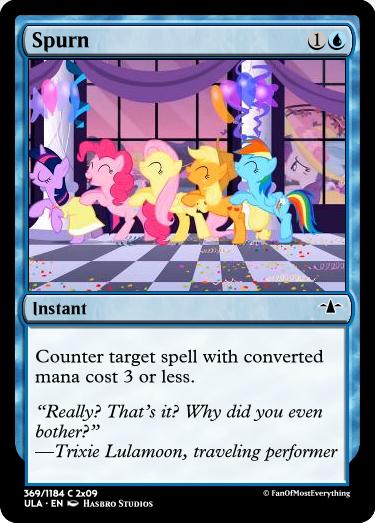 Spurn 1
Instant
Counter target spell with converted
mana cost 3 or less.
“Really? That’s it? Why did you even
bother?”
—Trixie Lulamoon, traveling performer
369/1184 C 2x09
ULA • EN Hasbro Studios
© FanOfMostEverything